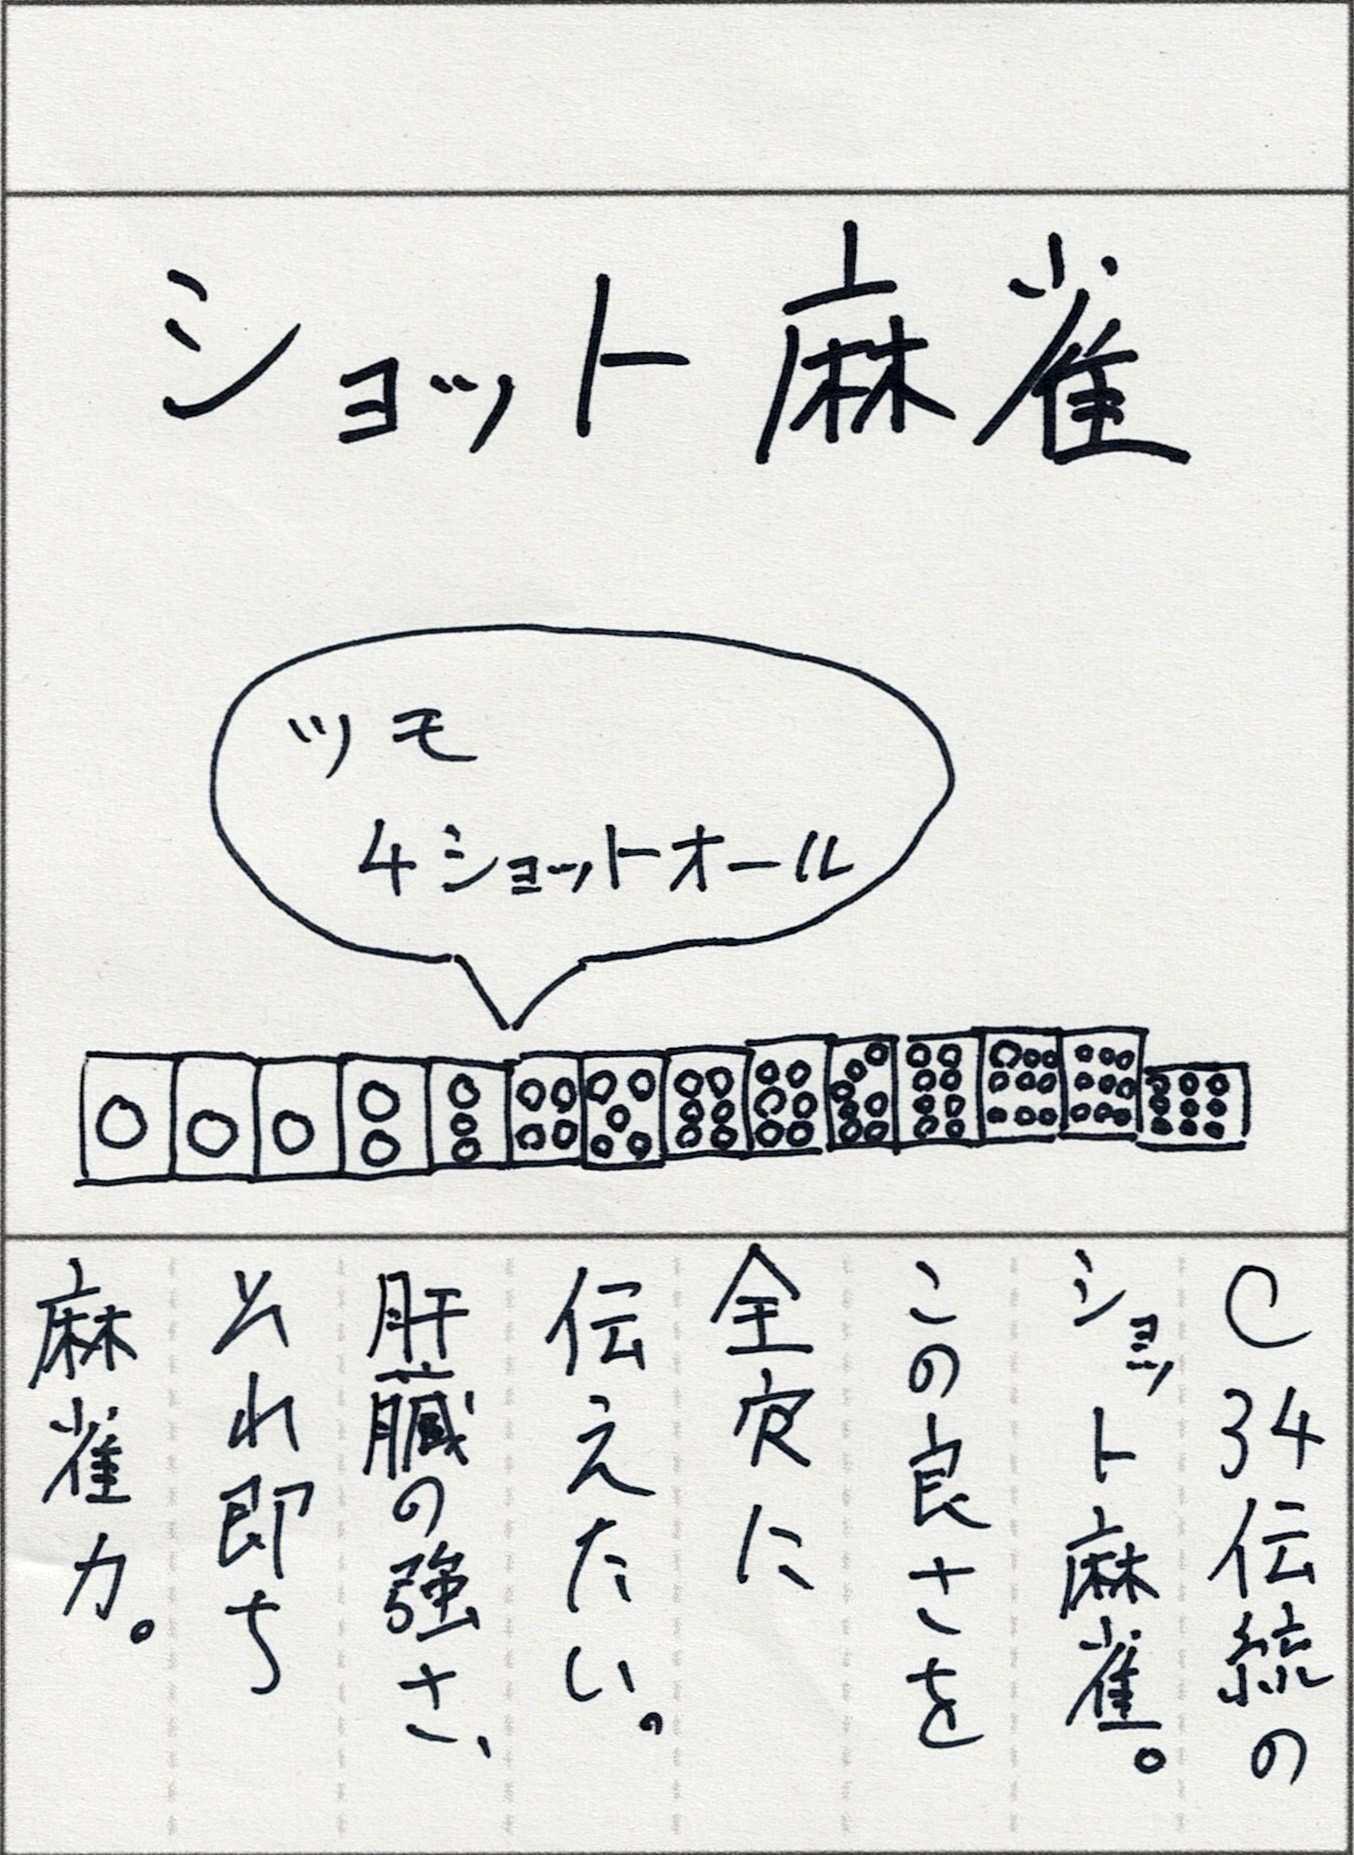 ショット麻雀
ツモ
4ショットオール
C34伝統の
ショット麻雀。
この良さを
全穴に
伝えたい。
肝臓の強さ、
それ即ち
麻雀力。